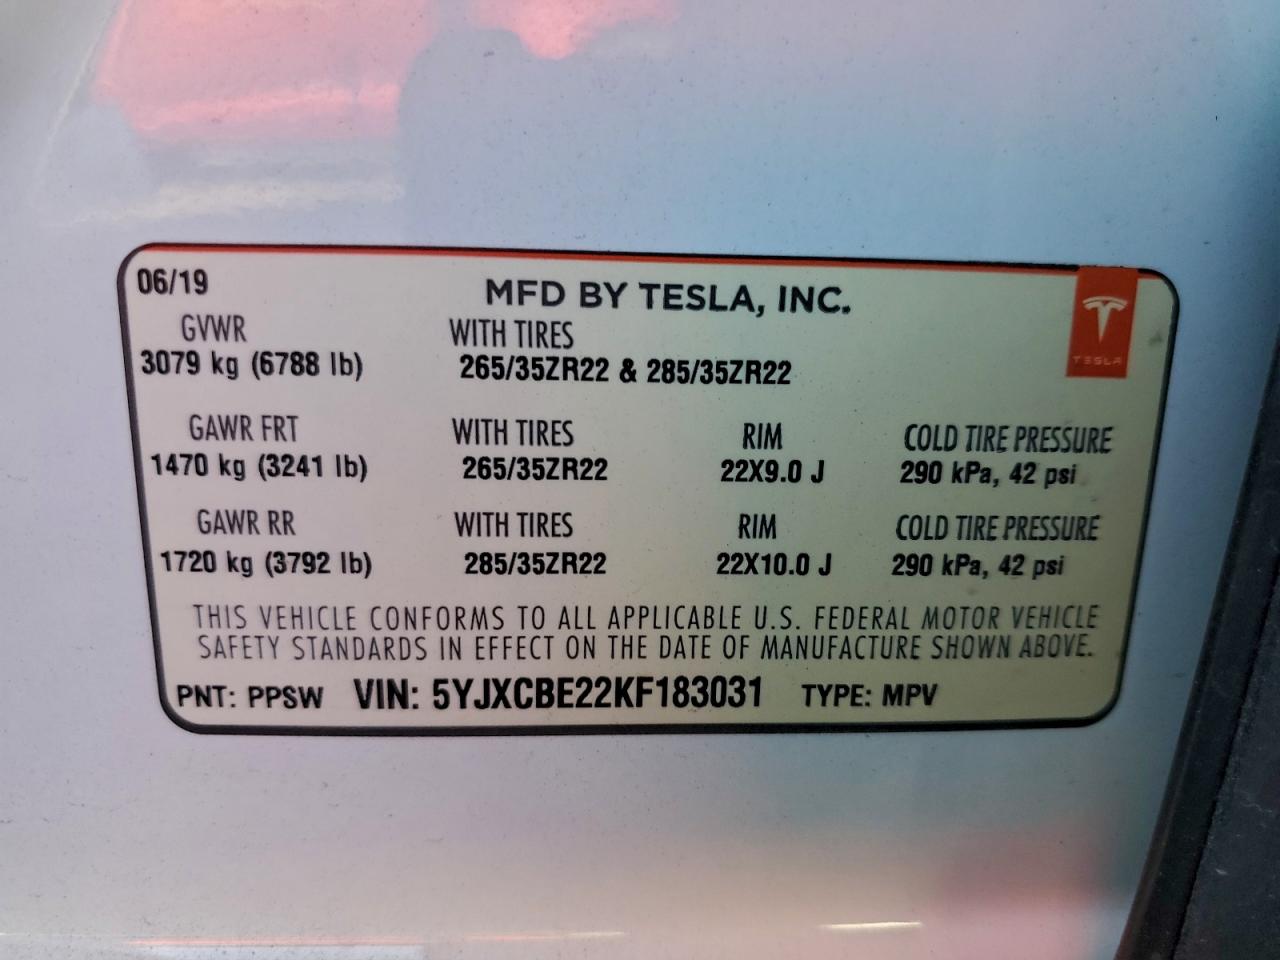 06/19 MFD BY TESLA, INC.
TESLA
GVWR WITH TIRES
3079 kg (6788 lb) 265/35ZR22 & 285/35ZR22
GAWR FRT WITH TIRES RIM COLD TIRE PRESSURE
1470 kg (3241 lb) 265/35ZR22 22X9.0 J 290 kPa, 42 psi
GAWR RR WITH TIRES RIM COLD TIRE PRESSURE
1720 kg (3792 lb) 285/35ZR22 22X10.0 J 290 kPa, 42 psi
THIS VEHICLE CONFORMS TO ALL APPLICABLE U.S. FEDERAL MOTOR VEHICLE
SAFETY STANDARDS IN EFFECT ON THE DATE OF MANUFACTURE SHOWN ABOVE.
PNT: PPSW VIN: 5YJXCBE22KF183031 TYPE: MPV